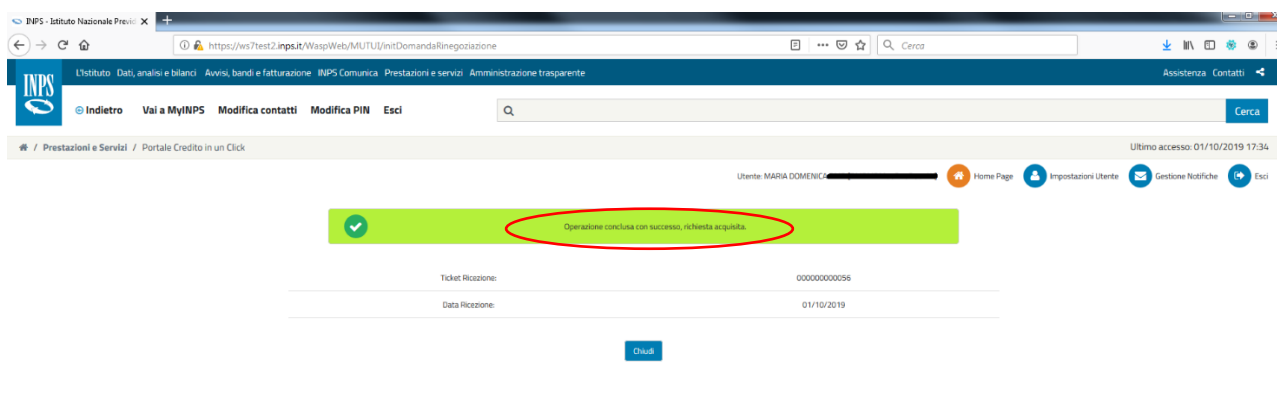 INPS - Istituto Nazionale Previd
https://ws7test2.inps.it/WaspWeb/MUTUI/initDomandaRinegoziazione
Cerca
INPS
L'Istituto Dati, analisi e bilanci Avvisi, bandi e fatturazione INPS Comunica Prestazioni e servizi Amministrazione trasparente
Assistenza Contatti
Indietro Vai a MyINPS Modifica contatti Modifica PIN Esci
Cerca
/ Prestazioni e Servizi / Portale Credito in un Click
Ultimo accesso: 01/10/2019 17:34
Utente: MARIA DOMENICA
Home Page Impostazioni Utente Gestione Notifiche Esci
Operazione conclusa con successo, richiesta acquisita.
Ticket Ricezione: 000000000056
Data Ricezione: 01/10/2019
Chiudi